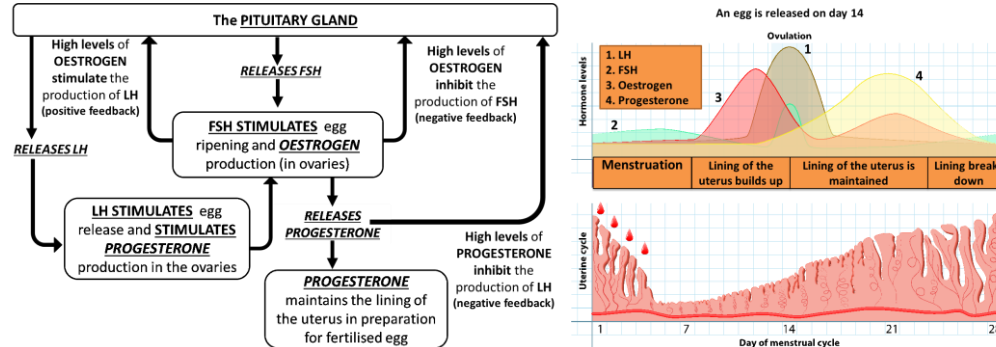 The PITUITARY GLAND
High levels of
OESTROGEN
stimulate the
production of LH
(positive feedback)
RELEASES FSH
High levels of
OESTROGEN
inhibit the
production of FSH
(negative feedback)
FSH STIMULATES egg
ripening and OESTROGEN
production (in ovaries)
RELEASES LH
LH STIMULATES egg
release and STIMULATES
PROGESTERONE
production in the ovaries
RELEASES
PROGESTERONE
High levels of
PROGESTERONE
inhibit the
production of LH
(negative feedback)
PROGESTERONE
maintains the lining of
the uterus in preparation
for fertilised egg
An egg is released on day 14
Ovulation
1. LH
2. FSH
3. Oestrogen
4. Progesterone
1
2
3
4
Hormone levels
Menstruation
Lining of the
uterus builds up
Lining of the uterus is
maintained
Lining break
down
Uterine cycle
1 7 14 21 28
Day of menstrual cycle